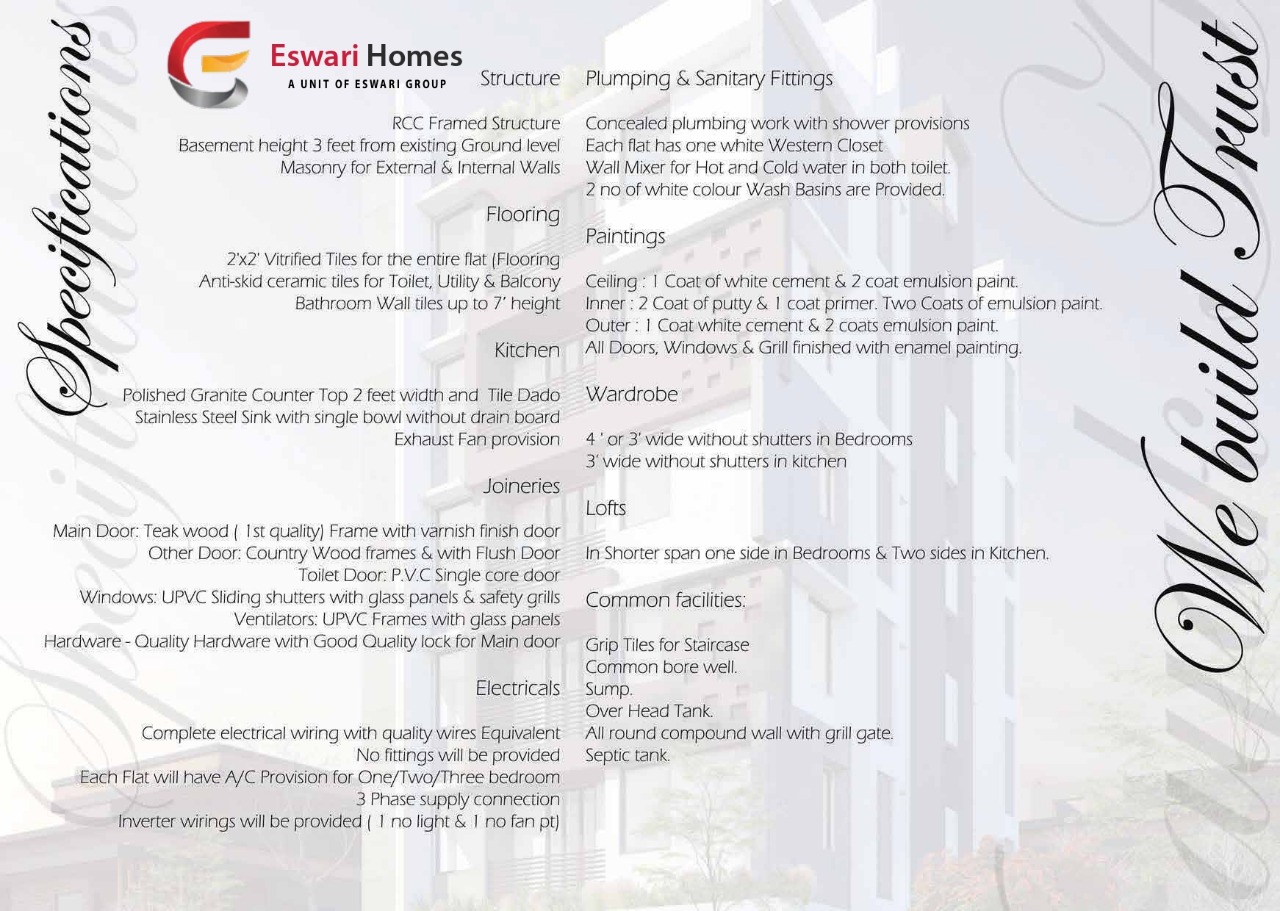 Specifications
Eswari Homes
A UNIT OF ESWARI GROUP
Structure
RCC Framed Structure
Basement height 3 feet from existing Ground level
Masonry for External & Internal Walls
Flooring
2'x2' Vitrified Tiles for the entire flat (Flooring
Anti-skid ceramic tiles for Toilet, Utility & Balcony
Bathroom Wall tiles up to 7' height
Kitchen
Polished Granite Counter Top 2 feet width and Tile Dado
Stainless Steel Sink with single bowl without drain board
Exhaust Fan provision
Joineries
Main Door: Teak wood ( 1st quality) Frame with varnish finish door
Other Door: Country Wood frames & with Flush Door
Toilet Door: P.V.C Single core door
Windows: UPVC Sliding shutters with glass panels & safety grills
Ventilators: UPVC Frames with glass panels
Hardware - Quality Hardware with Good Quality lock for Main door
Electricals
Complete electrical wiring with quality wires Equivalent
No fittings will be provided
Each Flat will have A/C Provision for One/Two/Three bedroom
3 Phase supply connection
Inverter wirings will be provided ( 1 no light & 1 no fan pt)
Plumping & Sanitary Fittings
Concealed plumbing work with shower provisions
Each flat has one white Western Closet
Wall Mixer for Hot and Cold water in both toilet.
2 no of white colour Wash Basins are Provided.
Paintings
Ceiling : 1 Coat of white cement & 2 coat emulsion paint.
Inner : 2 Coat of putty & 1 coat primer. Two Coats of emulsion paint.
Outer : 1 Coat white cement & 2 coats emulsion paint.
All Doors, Windows & Grill finished with enamel painting.
Wardrobe
4 ' or 3' wide without shutters in Bedrooms
3' wide without shutters in kitchen
Lofts
In Shorter span one side in Bedrooms & Two sides in Kitchen.
Common facilities:
Grip Tiles for Staircase
Common bore well.
Sump.
Over Head Tank.
All round compound wall with grill gate.
Septic tank.
We build Trust